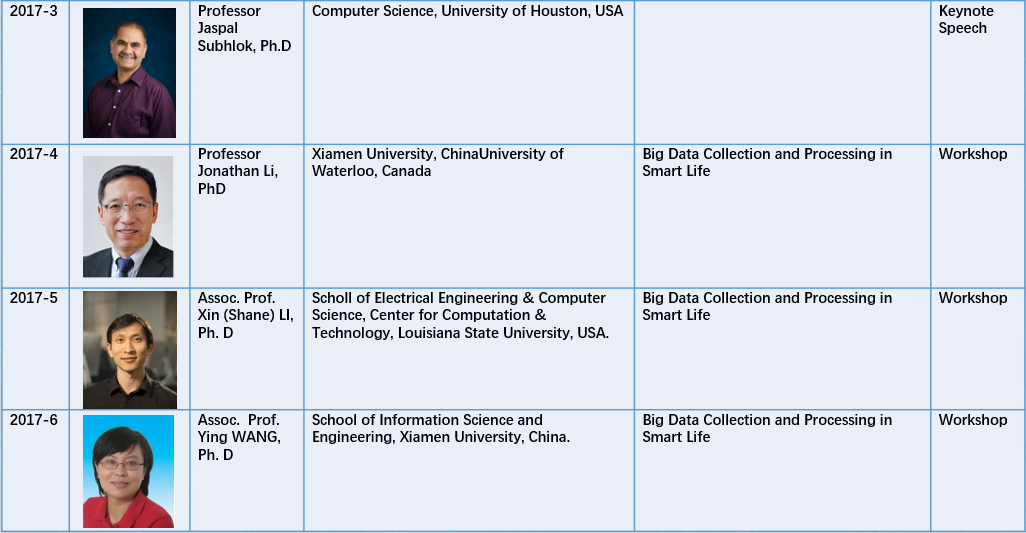 2017-3
Professor
Jaspal
Subhlok, Ph.D
Computer Science, University of Houston, USA
Keynote
Speech
2017-4
Professor
Jonathan Li,
PhD
Xiamen University, ChinaUniversity of
Waterloo, Canada
Big Data Collection and Processing in
Smart Life
Workshop
2017-5
Assoc. Prof.
Xin (Shane) LI,
Ph. D
Scholl of Electrical Engineering & Computer
Science, Center for Computation &
Technology, Louisiana State University, USA.
Big Data Collection and Processing in
Smart Life
Workshop
2017-6
Assoc.  Prof.
Ying WANG,
Ph. D
School of Information Science and
Engineering, Xiamen University, China.
Big Data Collection and Processing in
Smart Life
Workshop